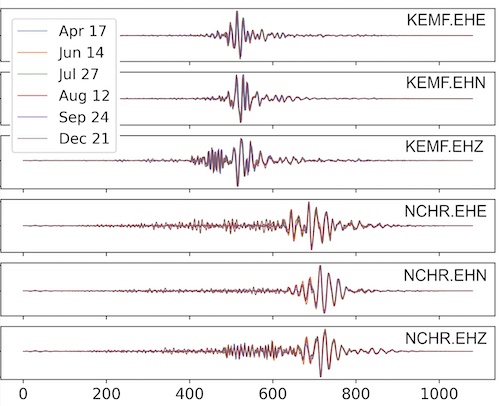 KEMF.EHE
Apr 17
Jun 14
Jul 27
Aug 12
Sep 24
Dec 21
KEMF.EHN
KEMF.EHZ
NCHR.EHE
NCHR.EHN
NCHR.EHZ
0 200 400 600 800 1000